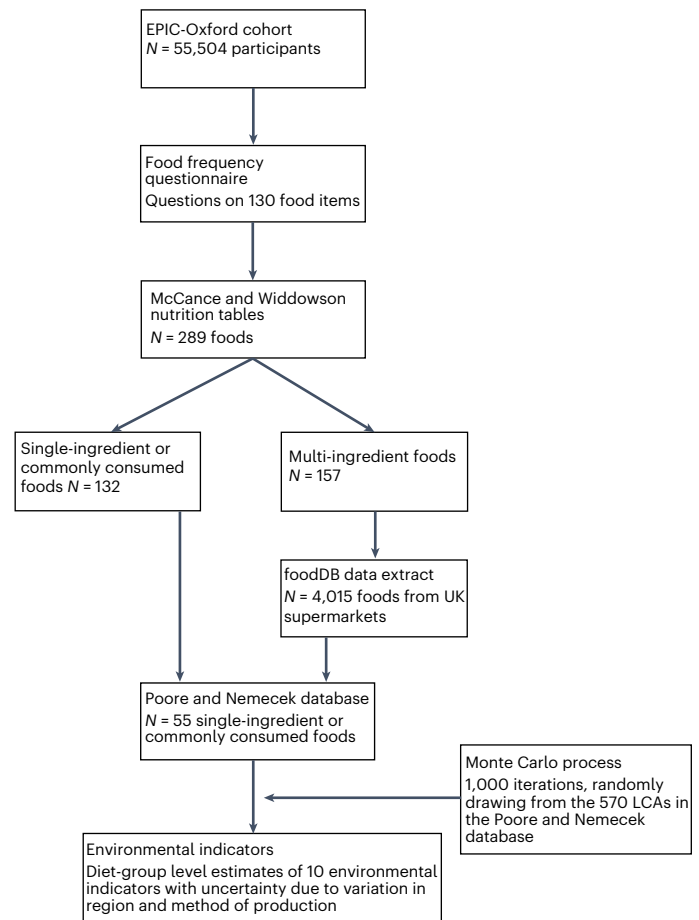 EPIC-Oxford cohort
N = 55,504 participants
Food frequency
questionnaire
Questions on 130 food items
McCance and Widdowson
nutrition tables
N = 289 foods
Single-ingredient or
commonly consumed
foods N = 132
Multi-ingredient foods
N = 157
foodDB data extract
N = 4,015 foods from UK
supermarkets
Poore and Nemecek database
N = 55 single-ingredient or
commonly consumed foods
Monte Carlo process
1,000 iterations, randomly
drawing from the 570 LCAs in
the Poore and Nemecek
database
Environmental indicators
Diet-group level estimates of 10 environmental
indicators with uncertainty due to variation in
region and method of production